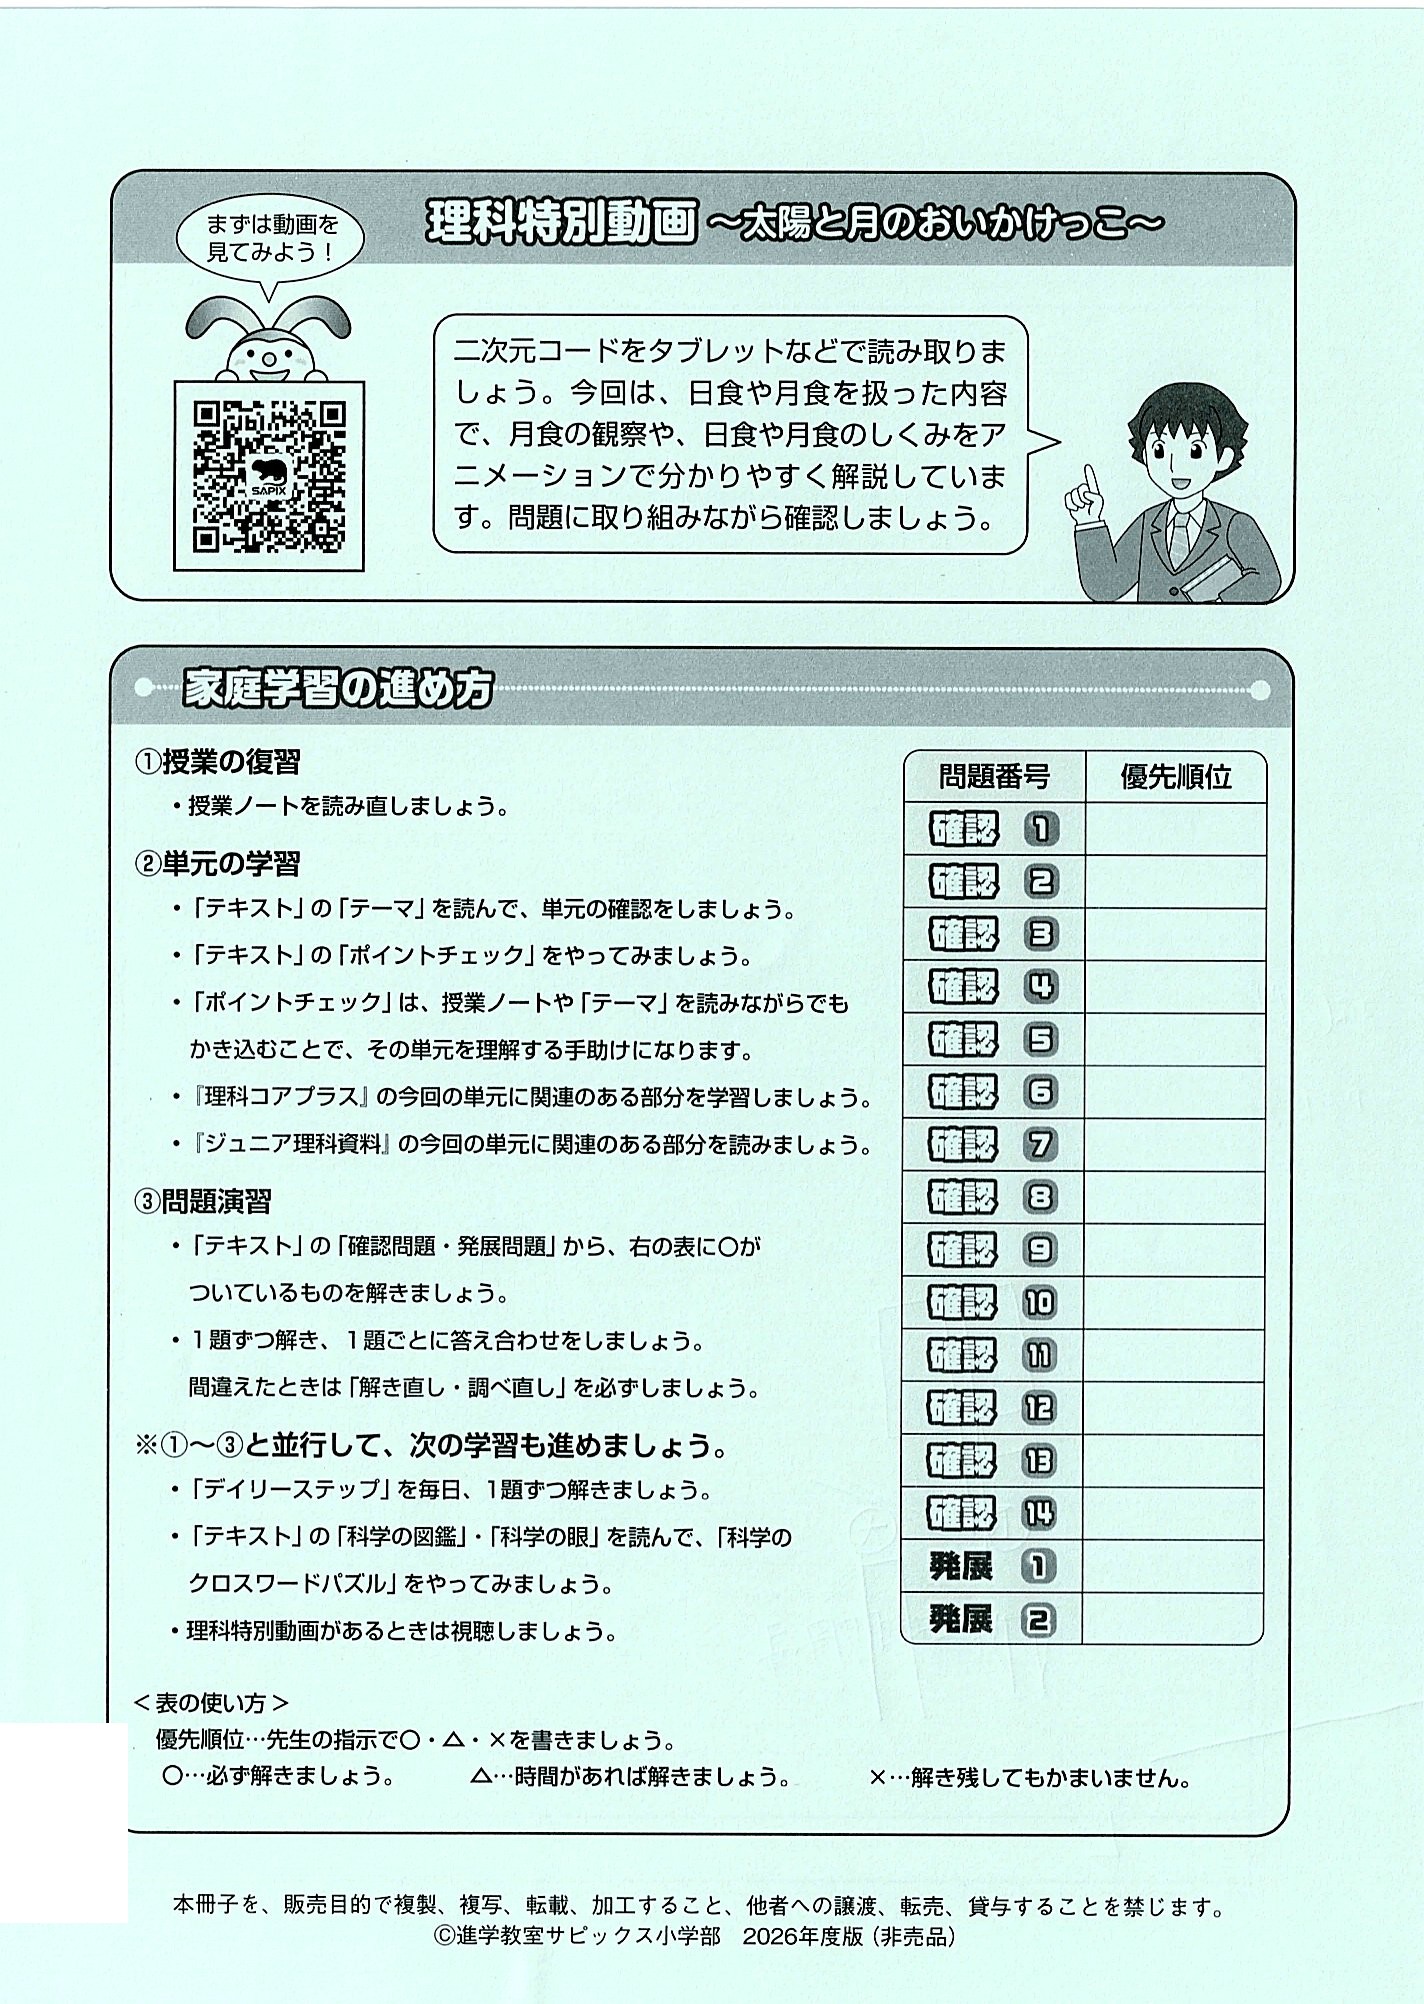 まずは動画を
見てみよう！
理科特別動画 ～太陽と月のおいかけっこ～
SAPIX
二次元コードをタブレットなどで読み取りま
しょう。今回は、日食や月食を扱った内容
で、月食の観察や、日食や月食のしくみをア
ニメーションで分かりやすく解説していま
す。問題に取り組みながら確認しましょう。
家庭学習の進め方
①授業の復習
・授業ノートを読み直しましょう。
②単元の学習
・「テキスト」の「テーマ」を読んで、単元の確認をしましょう。
・「テキスト」の「ポイントチェック」をやってみましょう。
・「ポイントチェック」は、授業ノートや「テーマ」を読みながらでも
かき込むことで、その単元を理解する手助けになります。
・『理科コアプラス』の今回の単元に関連のある部分を学習しましょう。
・『ジュニア理科資料』の今回の単元に関連のある部分を読みましょう。
③問題演習
・「テキスト」の「確認問題・発展問題」から、右の表に〇が
ついているものを解きましょう。
・１題ずつ解き、１題ごとに答え合わせをしましょう。
間違えたときは「解き直し・調べ直し」を必ずしましょう。
※①～③と並行して、次の学習も進めましょう。
・「デイリーステップ」を毎日、1題ずつ解きましょう。
・「テキスト」の「科学の図鑑」・「科学の眼」を読んで、「科学の
クロスワードパズル」をやってみましょう。
・理科特別動画があるときは視聴しましょう。
問題番号 優先順位
確認 1
確認 2
確認 3
確認 4
確認 5
確認 6
確認 7
確認 8
確認 9
確認 10
確認 11
確認 12
確認 13
確認 14
発展 1
発展 2
＜表の使い方＞
優先順位…先生の指示で〇・△・×を書きましょう。
〇…必ず解きましょう。 △…時間があれば解きましょう。 ×…解き残してもかまいません。
本冊子を、販売目的で複製、複写、転載、加工すること、他者への譲渡、転売、貸与することを禁じます。
Ⓒ進学教室サピックス小学部 2026年度版（非売品）